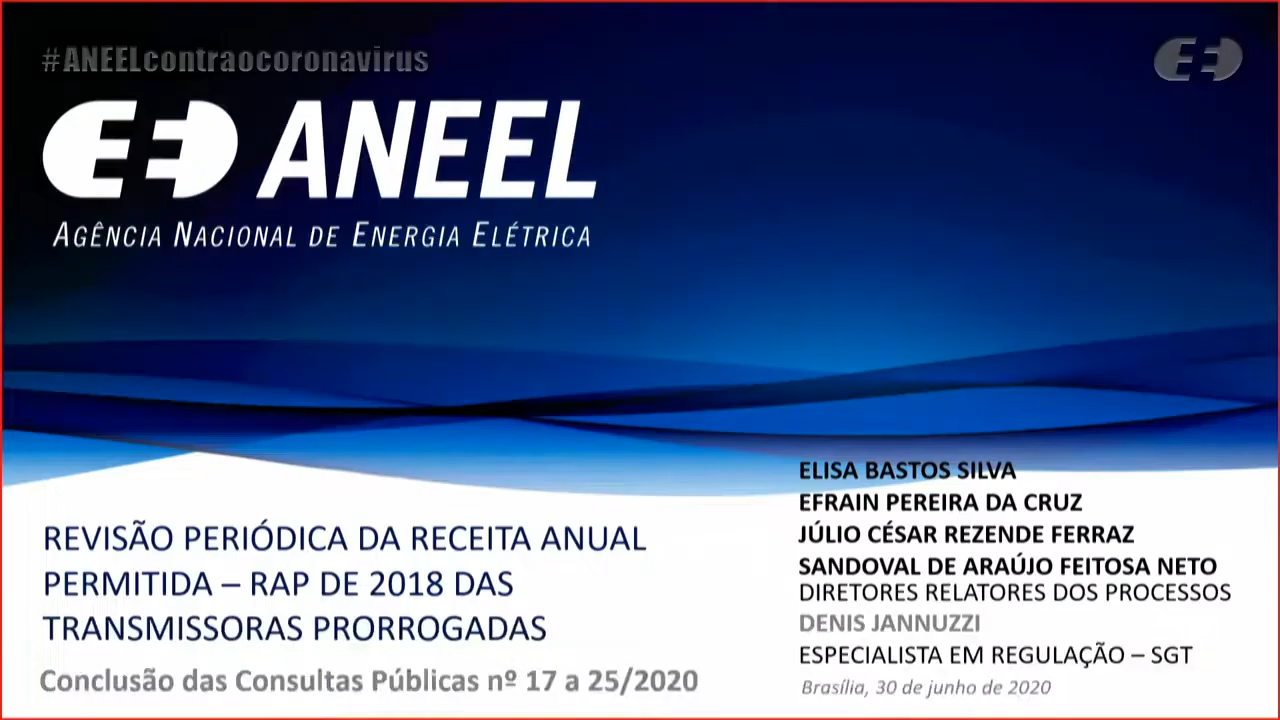 #ANEELcontraocoronavirus
ANEEL
AGÊNCIA NACIONAL DE ENERGIA ELÉTRICA
REVISÃO PERIÓDICA DA RECEITA ANUAL
PERMITIDA – RAP DE 2018 DAS
TRANSMISSORAS PRORROGADAS
Conclusão das Consultas Públicas nº 17 a 25/2020
ELISA BASTOS SILVA
EFRAIN PEREIRA DA CRUZ
JÚLIO CÉSAR REZENDE FERRAZ
SANDOVAL DE ARAÚJO FEITOSA NETO
DIRETORES RELATORES DOS PROCESSOS
DENIS JANNUZZI
ESPECIALISTA EM REGULAÇÃO – SGT
Brasília, 30 de junho de 2020